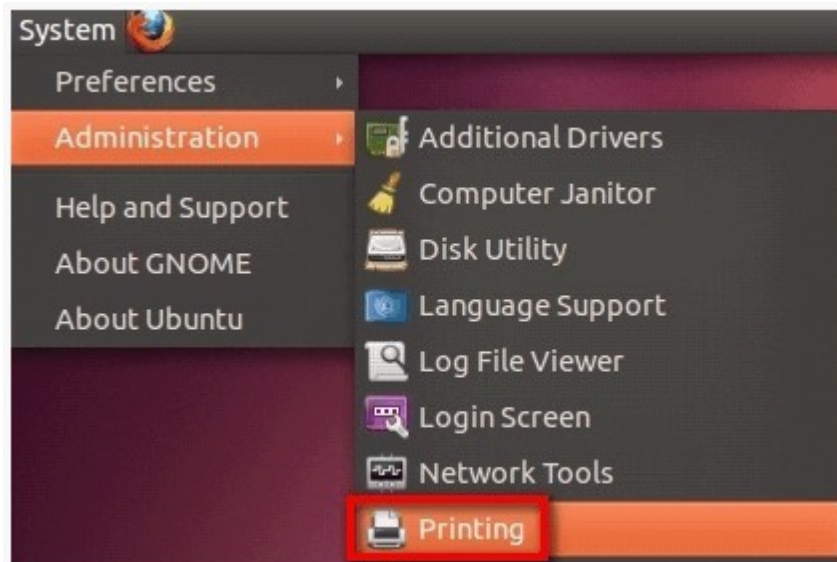 System
Preferences
Administration
Help and Support
About GNOME
About Ubuntu
Additional Drivers
Computer Janitor
Disk Utility
Language Support
Log File Viewer
Login Screen
Network Tools
Printing